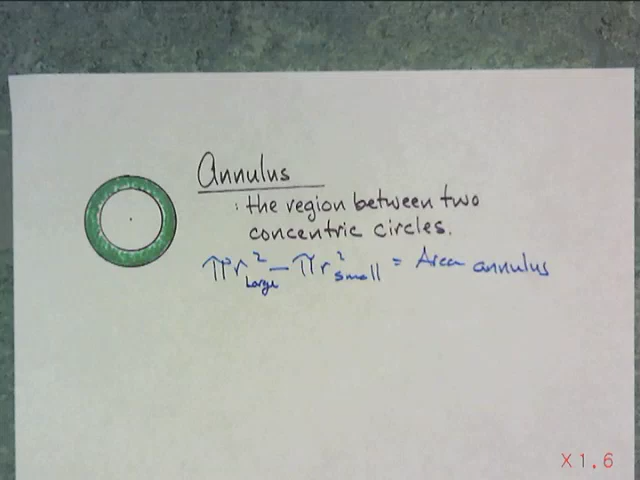 Annulus
: the region between two
concentric circles.
πr²Large − πr²small = Area annulus
X1.6